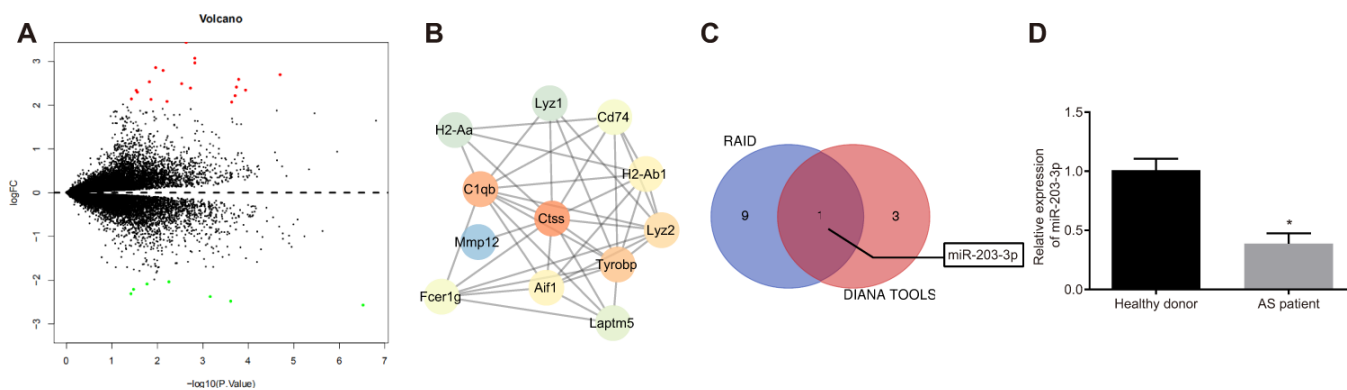 A
Volcano
logFC
3
2
1
0
-1
-2
-3
0
1
2
3
4
5
6
7
−log10(P.Value)
B
Lyz1
Cd74
H2-Aa
H2-Ab1
C1qb
Ctss
Lyz2
Mmp12
Tyrobp
Fcer1g
Aif1
Laptm5
C
RAID
9
1
3
miR-203-3p
DIANA TOOLS
D
Relative expression
of miR-203-3p
1.5
1.0
0.5
0.0
*
Healthy donor
AS patient